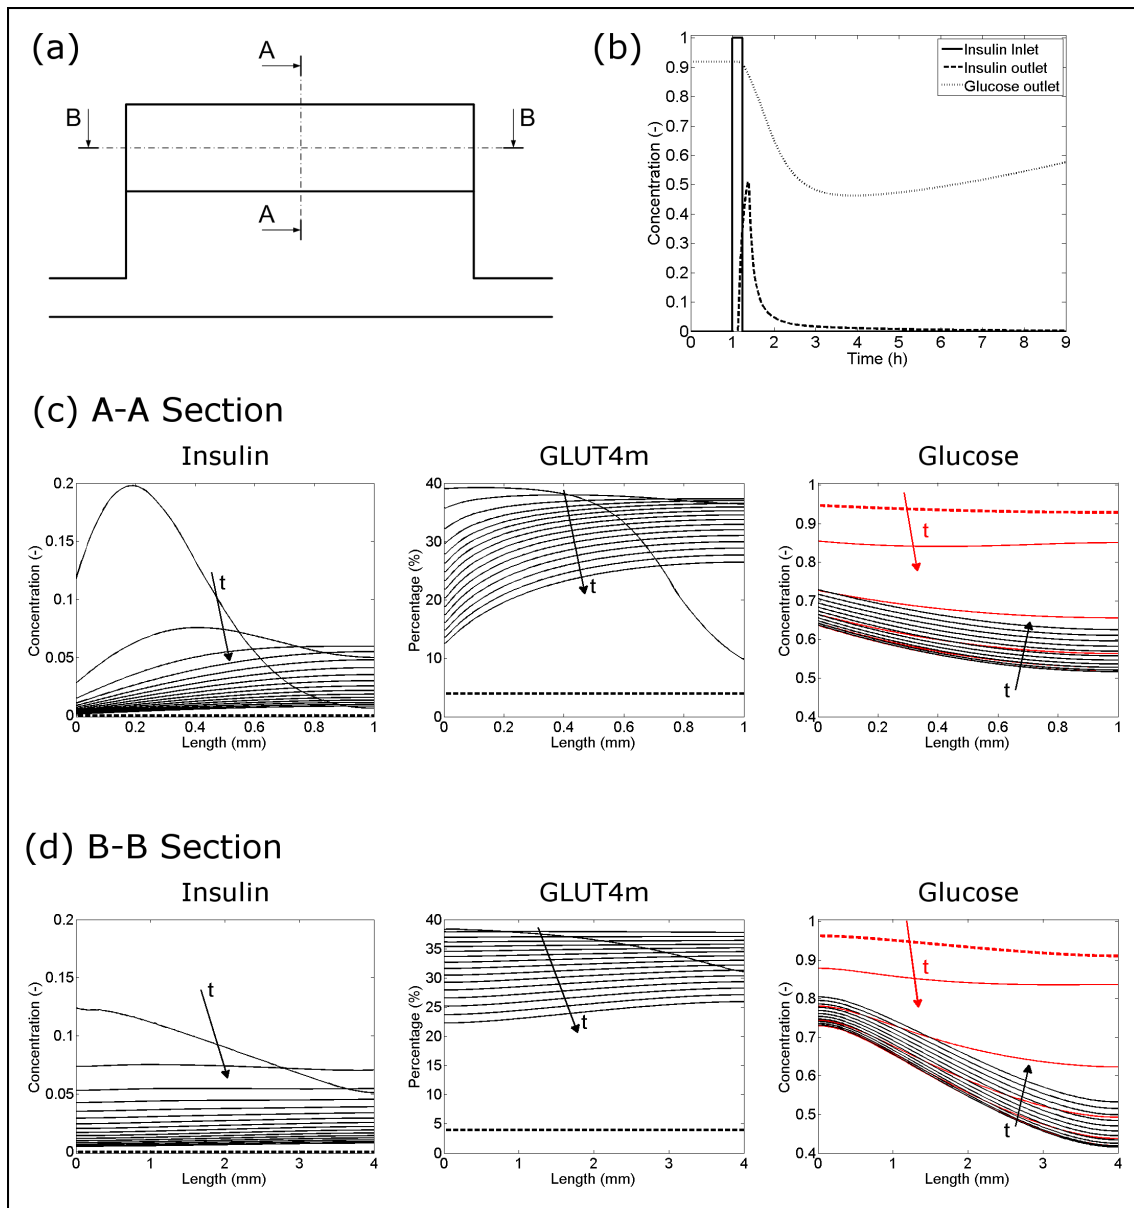 (a)
A
B
B
A
(b)
1
0.9
0.8
0.7
0.6
0.5
0.4
0.3
0.2
0.1
0
Concentration (-)
Insulin Inlet
Insulin outlet
Glucose outlet
0 1 2 3 4 5 6 7 8 9
Time (h)
(c) A-A Section
Insulin
0.2
0.15
0.1
0.05
0
Concentration (-)
t
0 0.2 0.4 0.6 0.8 1
Length (mm)
GLUT4m
40
30
20
10
0
Percentage (%)
t
0 0.2 0.4 0.6 0.8 1
Length (mm)
Glucose
1
0.9
0.8
0.7
0.6
0.5
0.4
Concentration (-)
t
t
0 0.2 0.4 0.6 0.8 1
Length (mm)
(d) B-B Section
Insulin
0.2
0.15
0.1
0.05
0
Concentration (-)
t
0 1 2 3 4
Length (mm)
GLUT4m
40
35
30
25
20
15
10
5
0
Percentage (%)
t
0 1 2 3 4
Length (mm)
Glucose
1
0.9
0.8
0.7
0.6
0.5
0.4
Concentration (-)
t
t
0 1 2 3 4
Length (mm)